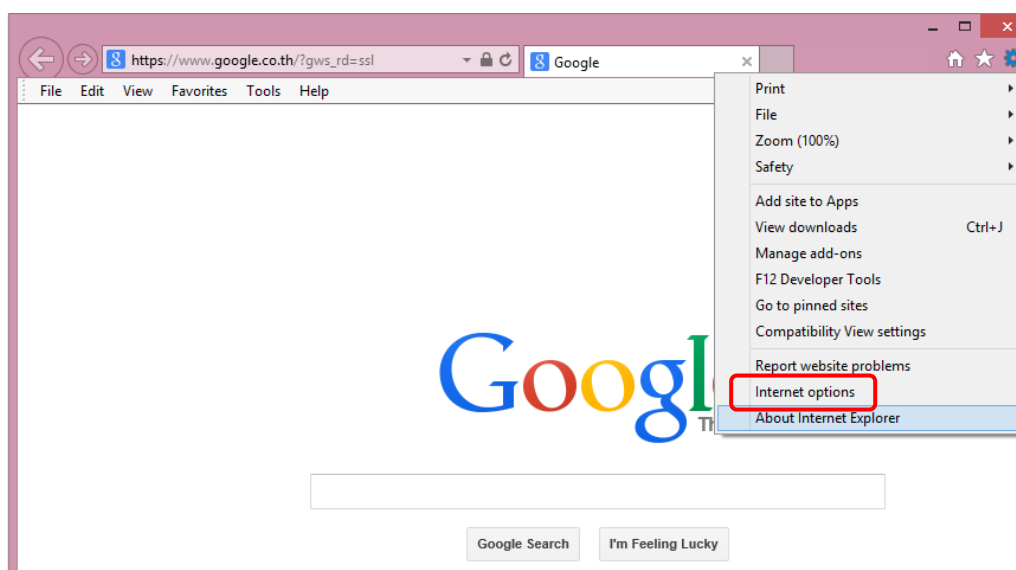 https://www.google.co.th/?gws_rd=ssl
Google
File Edit View Favorites Tools Help
Print
File
Zoom (100%)
Safety
Add site to Apps
View downloads Ctrl+J
Manage add-ons
F12 Developer Tools
Go to pinned sites
Compatibility View settings
Report website problems
Internet options
About Internet Explorer
Googl
Th
Google Search I'm Feeling Lucky